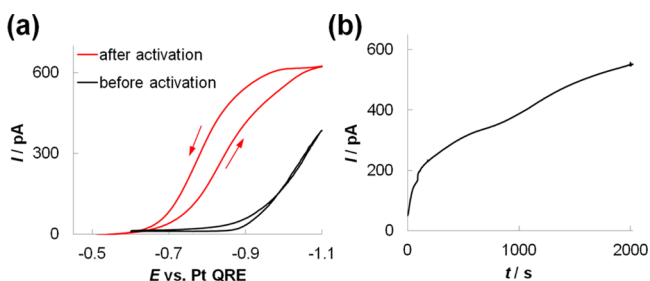 (a)
after activation
before activation
600
300
0
I / pA
-0.5 -0.7 -0.9 -1.1
E vs. Pt QRE
(b)
600
400
200
0
I / pA
0 1000 2000
t / s